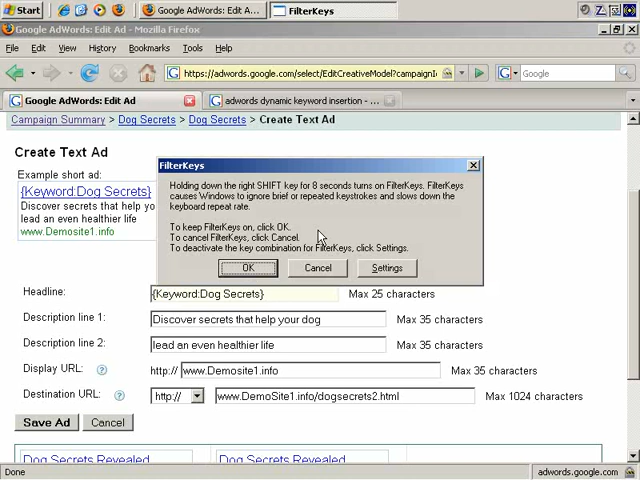 Start
Google AdWords: Edit A...
FilterKeys
Google AdWords: Edit Ad - Mozilla Firefox
File Edit View History Bookmarks Tools Help
https://adwords.google.com/select/EditCreativeModel?campaignI
Google
Google AdWords: Edit Ad
adwords dynamic keyword insertion - ...
Campaign Summary > Dog Secrets > Dog Secrets > Create Text Ad
Create Text Ad
Example short ad:
{Keyword:Dog Secrets}
Discover secrets that help your
lead an even healthier life
www.Demosite1.info
FilterKeys
Holding down the right SHIFT key for 8 seconds turns on FilterKeys. FilterKeys
causes Windows to ignore brief or repeated keystrokes and slows down the
keyboard repeat rate.
To keep FilterKeys on, click OK.
To cancel FilterKeys, click Cancel.
To deactivate the key combination for FilterKeys, click Settings.
OK Cancel Settings
Headline: {Keyword:Dog Secrets} Max 25 characters
Description line 1: Discover secrets that help your dog Max 35 characters
Description line 2: lead an even healthier life Max 35 characters
Display URL: ? http:// www.Demosite1.info Max 35 characters
Destination URL: ? http:// www.DemoSite1.info/dogsecrets2.html Max 1024 characters
Save Ad Cancel
Dog Secrets Revealed Dog Secrets Revealed
Done adwords.google.com